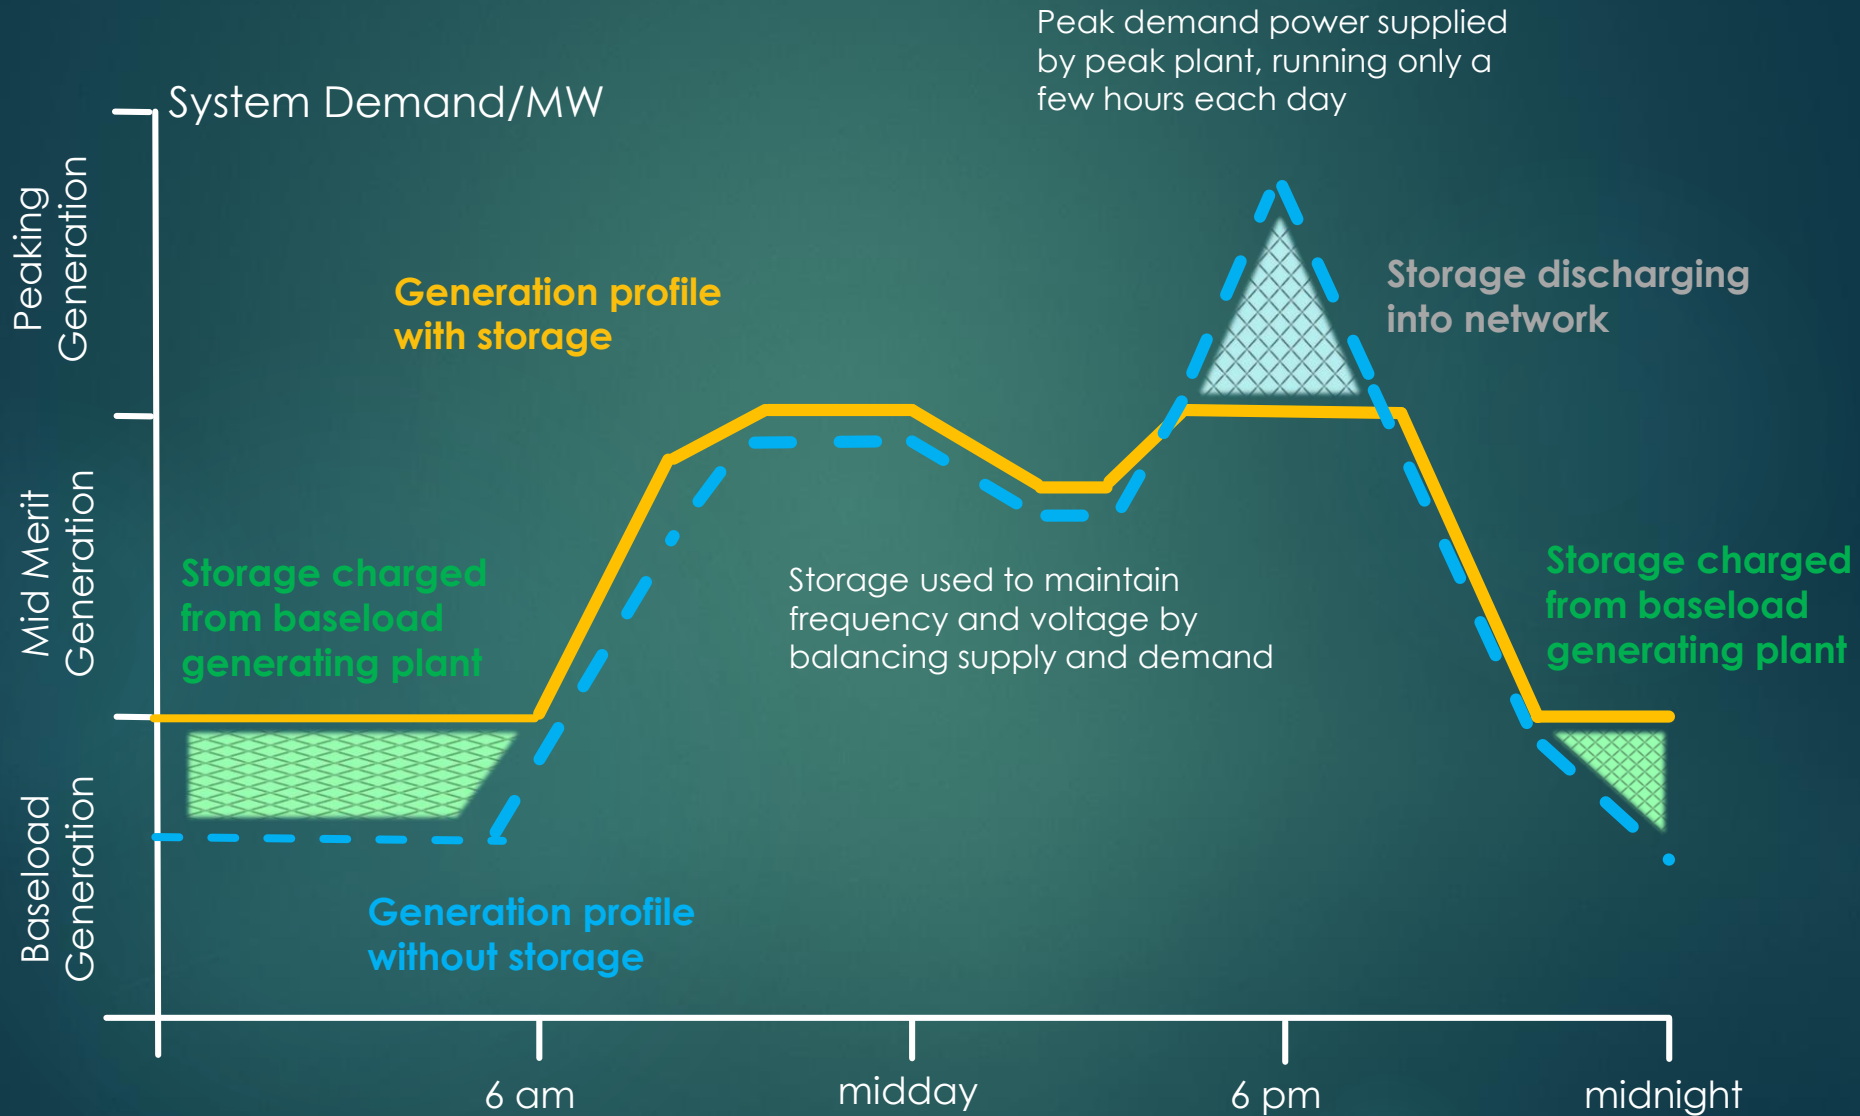 Peak demand power supplied
by peak plant, running only a
few hours each day
System Demand/MW
Peaking
Generation
Generation profile
with storage
Storage discharging
into network
Mid Merit
Generation
Storage charged
from baseload
generating plant
Storage used to maintain
frequency and voltage by
balancing supply and demand
Storage charged
from baseload
generating plant
Baseload
Generation
Generation profile
without storage
6 am
midday
6 pm
midnight